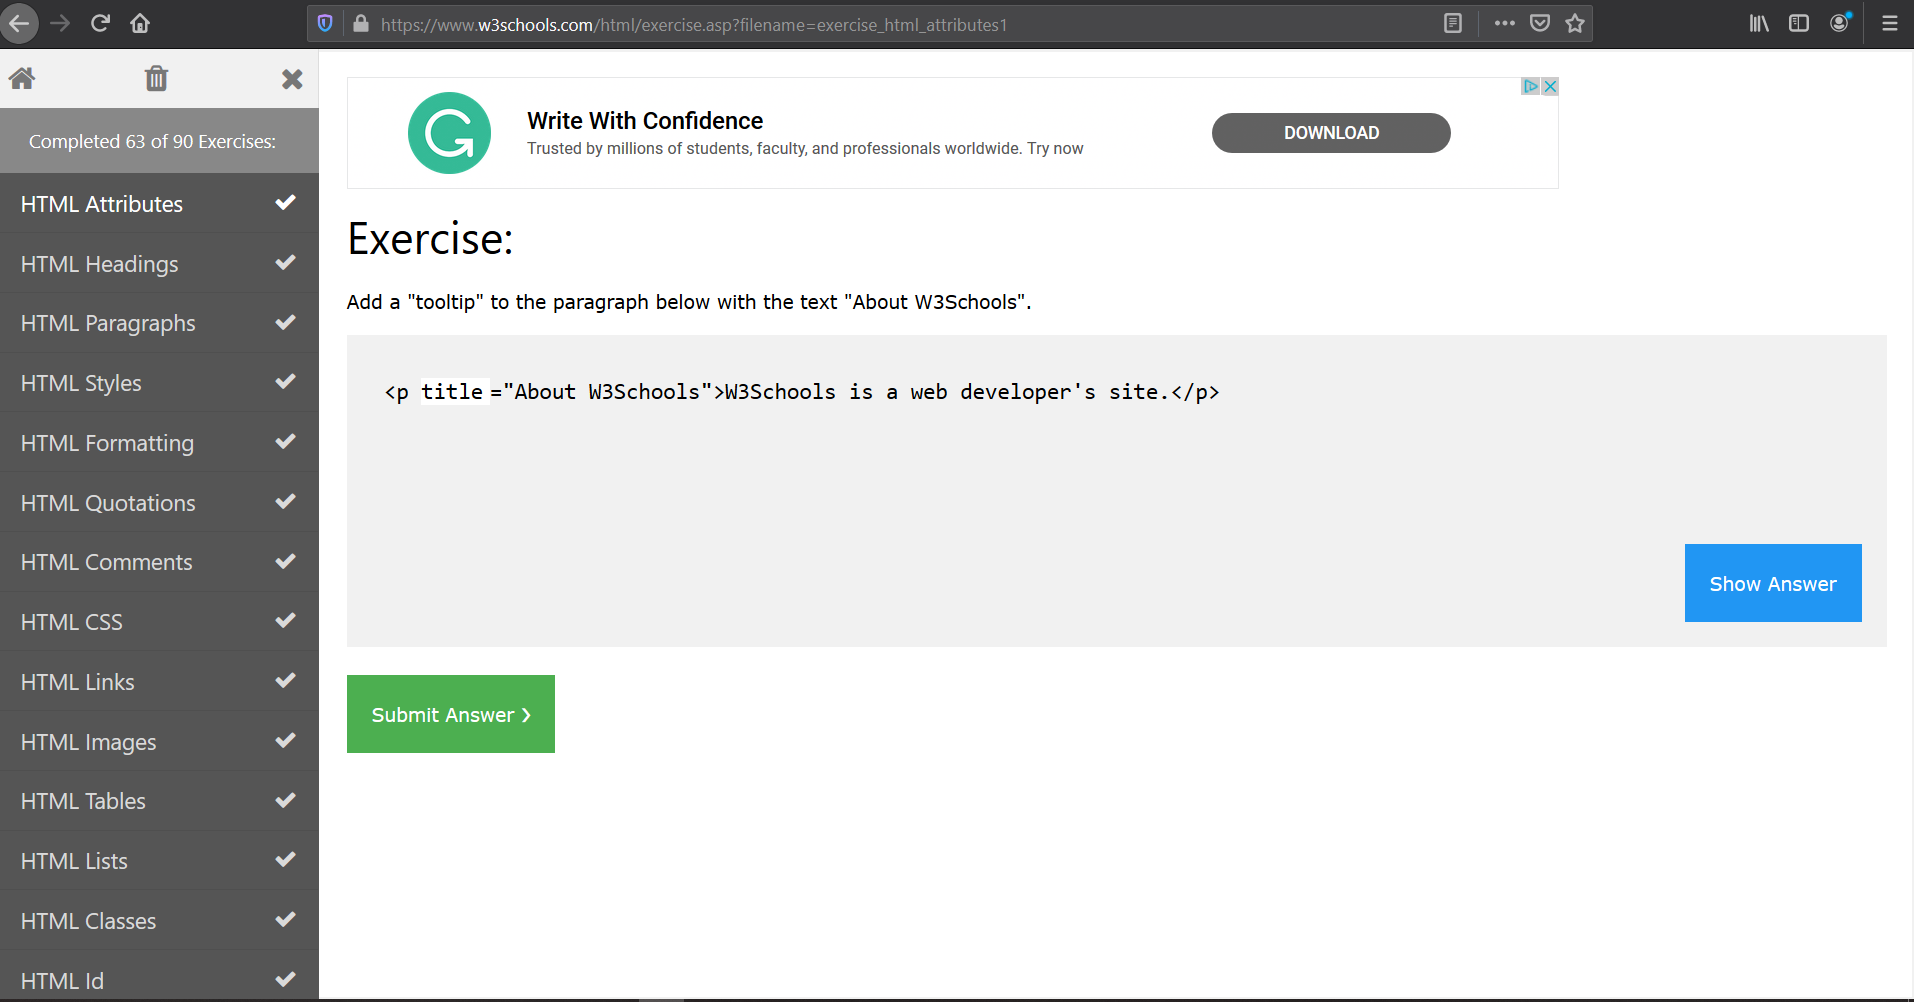 https://www.w3schools.com/html/exercise.asp?filename=exercise_html_attributes1
Completed 63 of 90 Exercises:
HTML Attributes
HTML Headings
HTML Paragraphs
HTML Styles
HTML Formatting
HTML Quotations
HTML Comments
HTML CSS
HTML Links
HTML Images
HTML Tables
HTML Lists
HTML Classes
HTML Id
Write With Confidence
Trusted by millions of students, faculty, and professionals worldwide. Try now
DOWNLOAD
Exercise:
Add a "tooltip" to the paragraph below with the text "About W3Schools".
<p title ="About W3Schools">W3Schools is a web developer's site.</p>
Show Answer
Submit Answer ❯